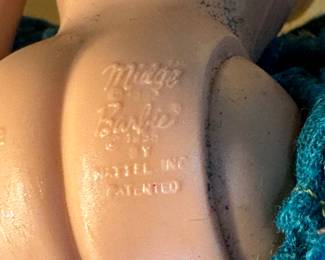 Midge
Barbie®
BY
MATTEL INC
PATENTED